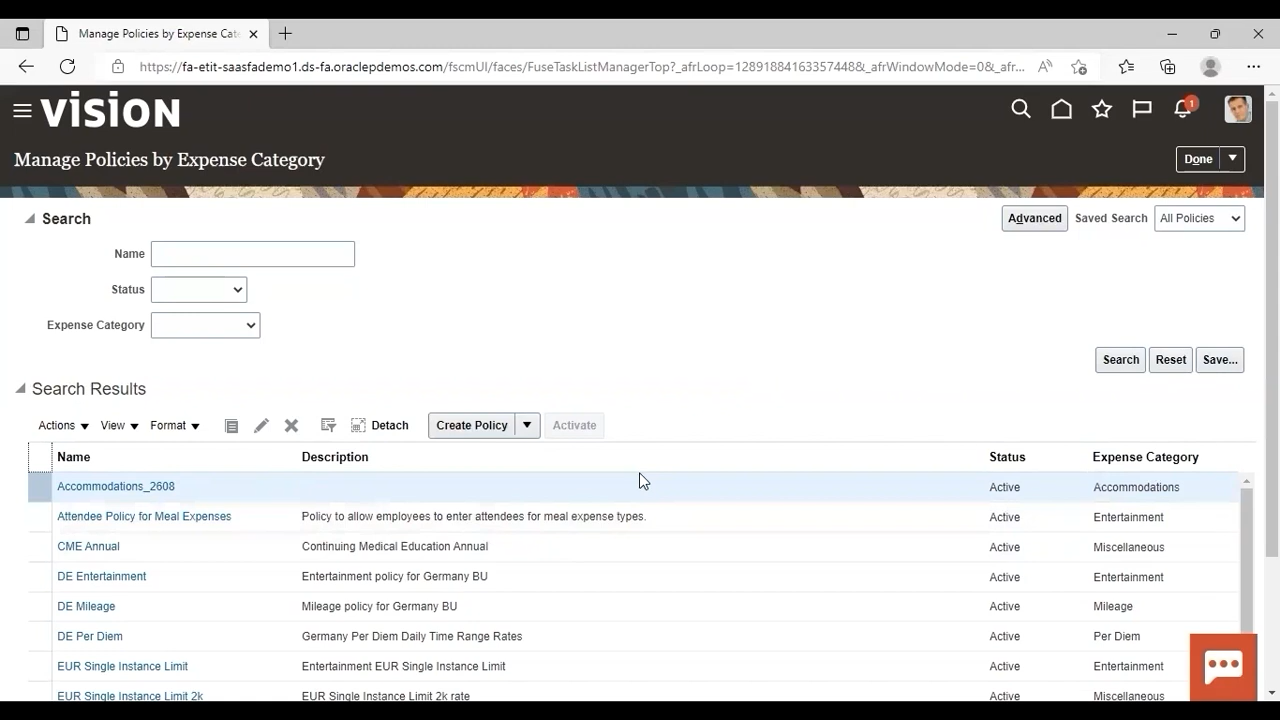 Manage Policies by Expense Cate
https://fa-etit-saasfademo1.ds-fa.oraclepdemos.com/fscmUI/faces/FuseTaskListManagerTop?_afrLoop=1289188416335744&_afrWindowMode=0&_afr...
VISION
1
Manage Policies by Expense Category
Done
Search
Advanced Saved Search All Policies
Name
Status
Expense Category
Search Reset Save...
Search Results
Actions View Format Detach Create Policy Activate
Name Description Status Expense Category
Accommodations_2608 Active Accommodations
Attendee Policy for Meal Expenses Policy to allow employees to enter attendees for meal expense types. Active Entertainment
CME Annual Continuing Medical Education Annual Active Miscellaneous
DE Entertainment Entertainment policy for Germany BU Active Entertainment
DE Mileage Mileage policy for Germany BU Active Mileage
DE Per Diem Germany Per Diem Daily Time Range Rates Active Per Diem
EUR Single Instance Limit Entertainment EUR Single Instance Limit Active Entertainment
EUR Single Instance Limit 2k EUR Single Instance Limit 2k rate Active Miscellaneous